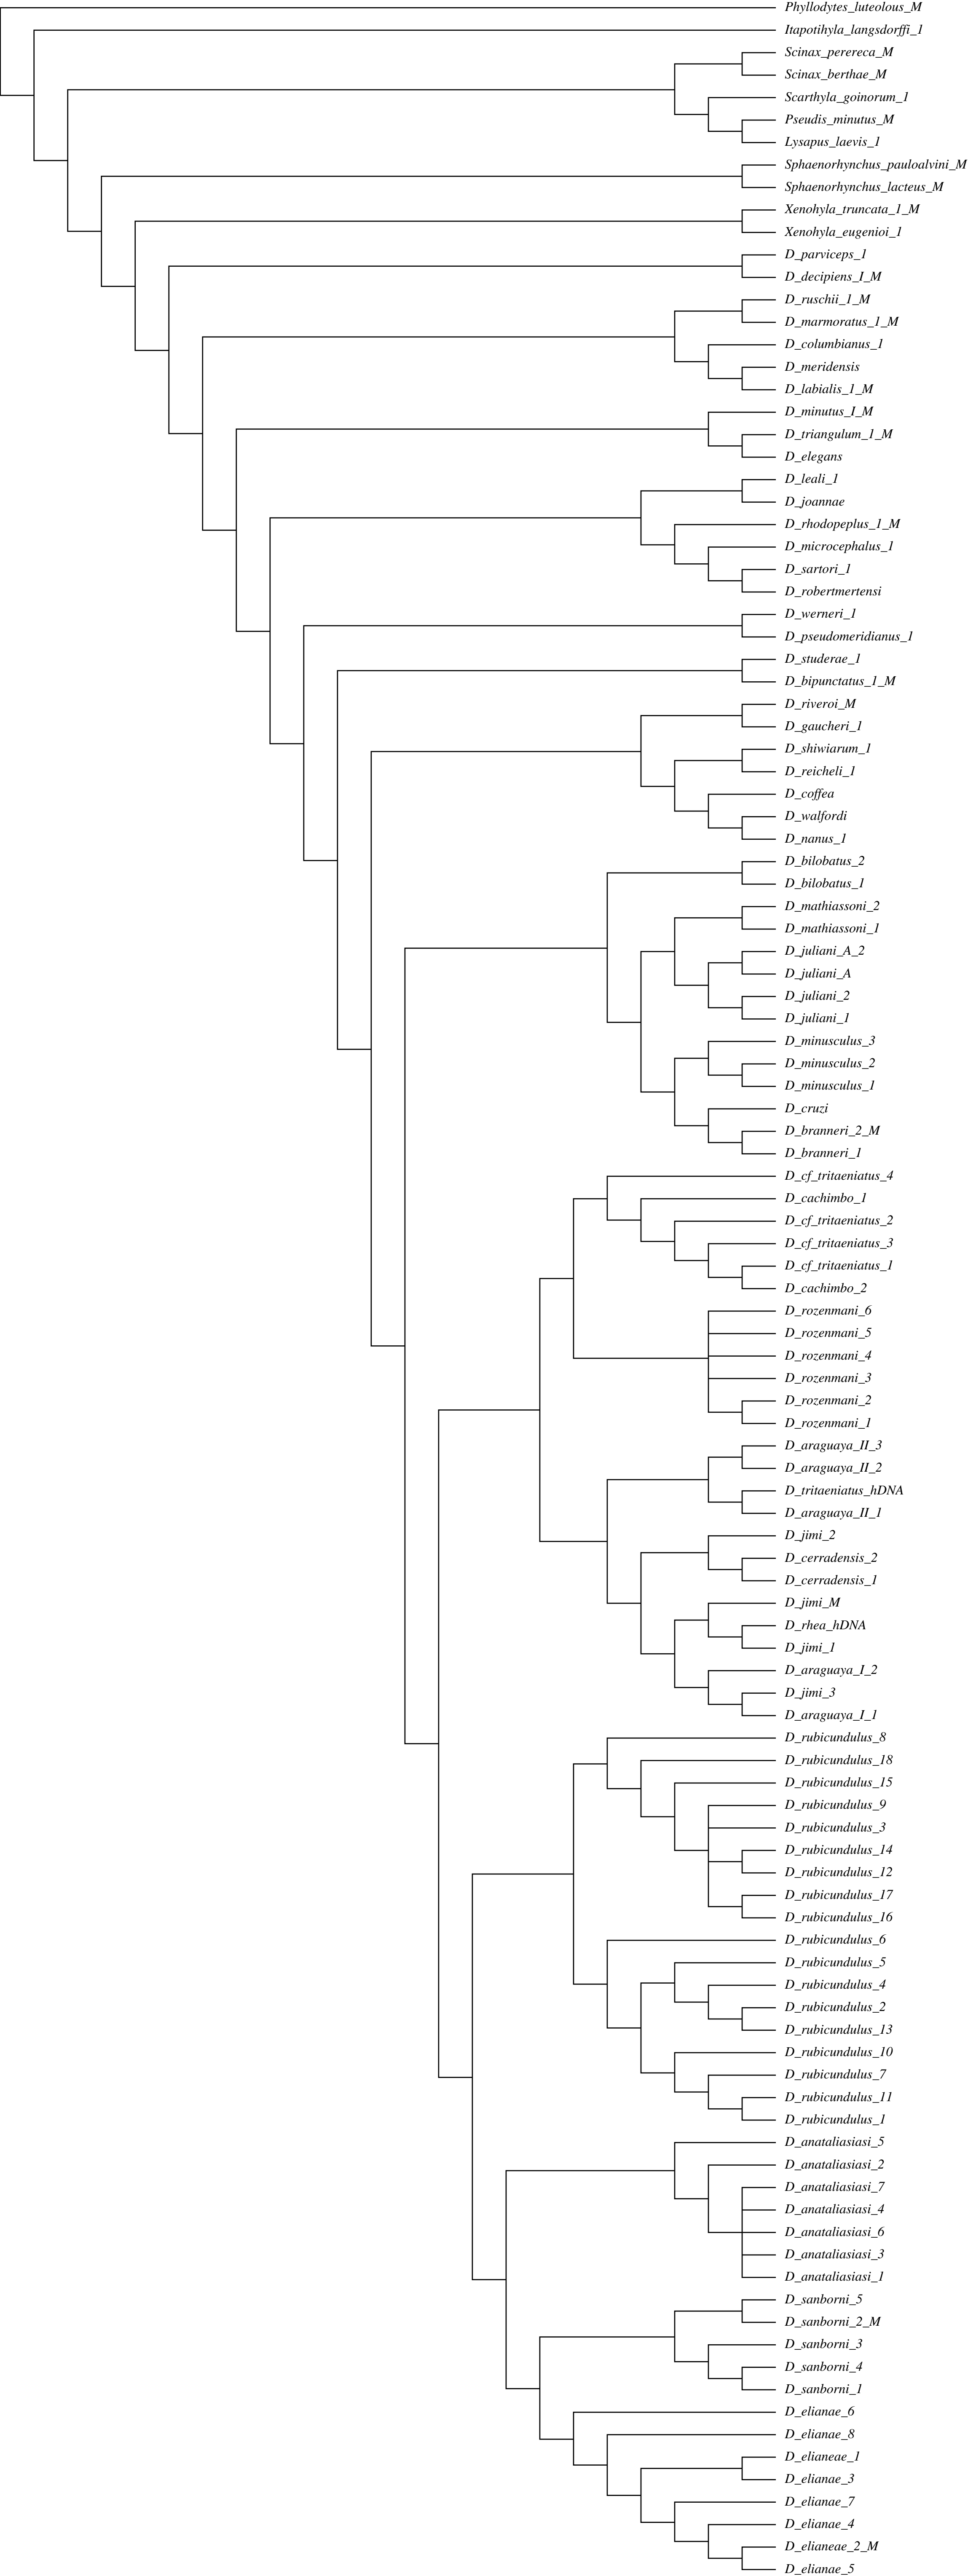 Phyllodytes_luteolous_M
Itapotihyla_langsdorffi_1
Scinax_perereca_M
Scinax_berthae_M
Scarthyla_goinorum_1
Pseudis_minutus_M
Lysapus_laevis_1
Sphaenorhynchus_pauloalvini_M
Sphaenorhynchus_lacteus_M
Xenohyla_truncata_1_M
Xenohyla_eugenioi_1
D_parviceps_1
D_decipiens_I_M
D_ruschii_1_M
D_marmoratus_1_M
D_columbianus_1
D_meridensis
D_labialis_1_M
D_minutus_I_M
D_triangulum_1_M
D_elegans
D_leali_1
D_joannae
D_rhodopeplus_1_M
D_microcephalus_1
D_sartori_1
D_robertmertensi
D_werneri_1
D_pseudomeridianus_1
D_studerae_1
D_bipunctatus_1_M
D_riveroi_M
D_gaucheri_1
D_shiwiarum_1
D_reicheli_1
D_coffea
D_walfordi
D_nanus_1
D_bilobatus_2
D_bilobatus_1
D_mathiassoni_2
D_mathiassoni_1
D_juliani_A_2
D_juliani_A
D_juliani_2
D_juliani_1
D_minusculus_3
D_minusculus_2
D_minusculus_1
D_cruzi
D_branneri_2_M
D_branneri_1
D_cf_tritaeniatus_4
D_cachimbo_1
D_cf_tritaeniatus_2
D_cf_tritaeniatus_3
D_cf_tritaeniatus_1
D_cachimbo_2
D_rozenmani_6
D_rozenmani_5
D_rozenmani_4
D_rozenmani_3
D_rozenmani_2
D_rozenmani_1
D_araguaya_II_3
D_araguaya_II_2
D_tritaeniatus_hDNA
D_araguaya_II_1
D_jimi_2
D_cerradensis_2
D_cerradensis_1
D_jimi_M
D_rhea_hDNA
D_jimi_1
D_araguaya_I_2
D_jimi_3
D_araguaya_I_1
D_rubicundulus_8
D_rubicundulus_18
D_rubicundulus_15
D_rubicundulus_9
D_rubicundulus_3
D_rubicundulus_14
D_rubicundulus_12
D_rubicundulus_17
D_rubicundulus_16
D_rubicundulus_6
D_rubicundulus_5
D_rubicundulus_4
D_rubicundulus_2
D_rubicundulus_13
D_rubicundulus_10
D_rubicundulus_7
D_rubicundulus_11
D_rubicundulus_1
D_anataliasiasi_5
D_anataliasiasi_2
D_anataliasiasi_7
D_anataliasiasi_4
D_anataliasiasi_6
D_anataliasiasi_3
D_anataliasiasi_1
D_sanborni_5
D_sanborni_2_M
D_sanborni_3
D_sanborni_4
D_sanborni_1
D_elianae_6
D_elianae_8
D_elianeae_1
D_elianae_3
D_elianae_7
D_elianae_4
D_elianeae_2_M
D_elianae_5